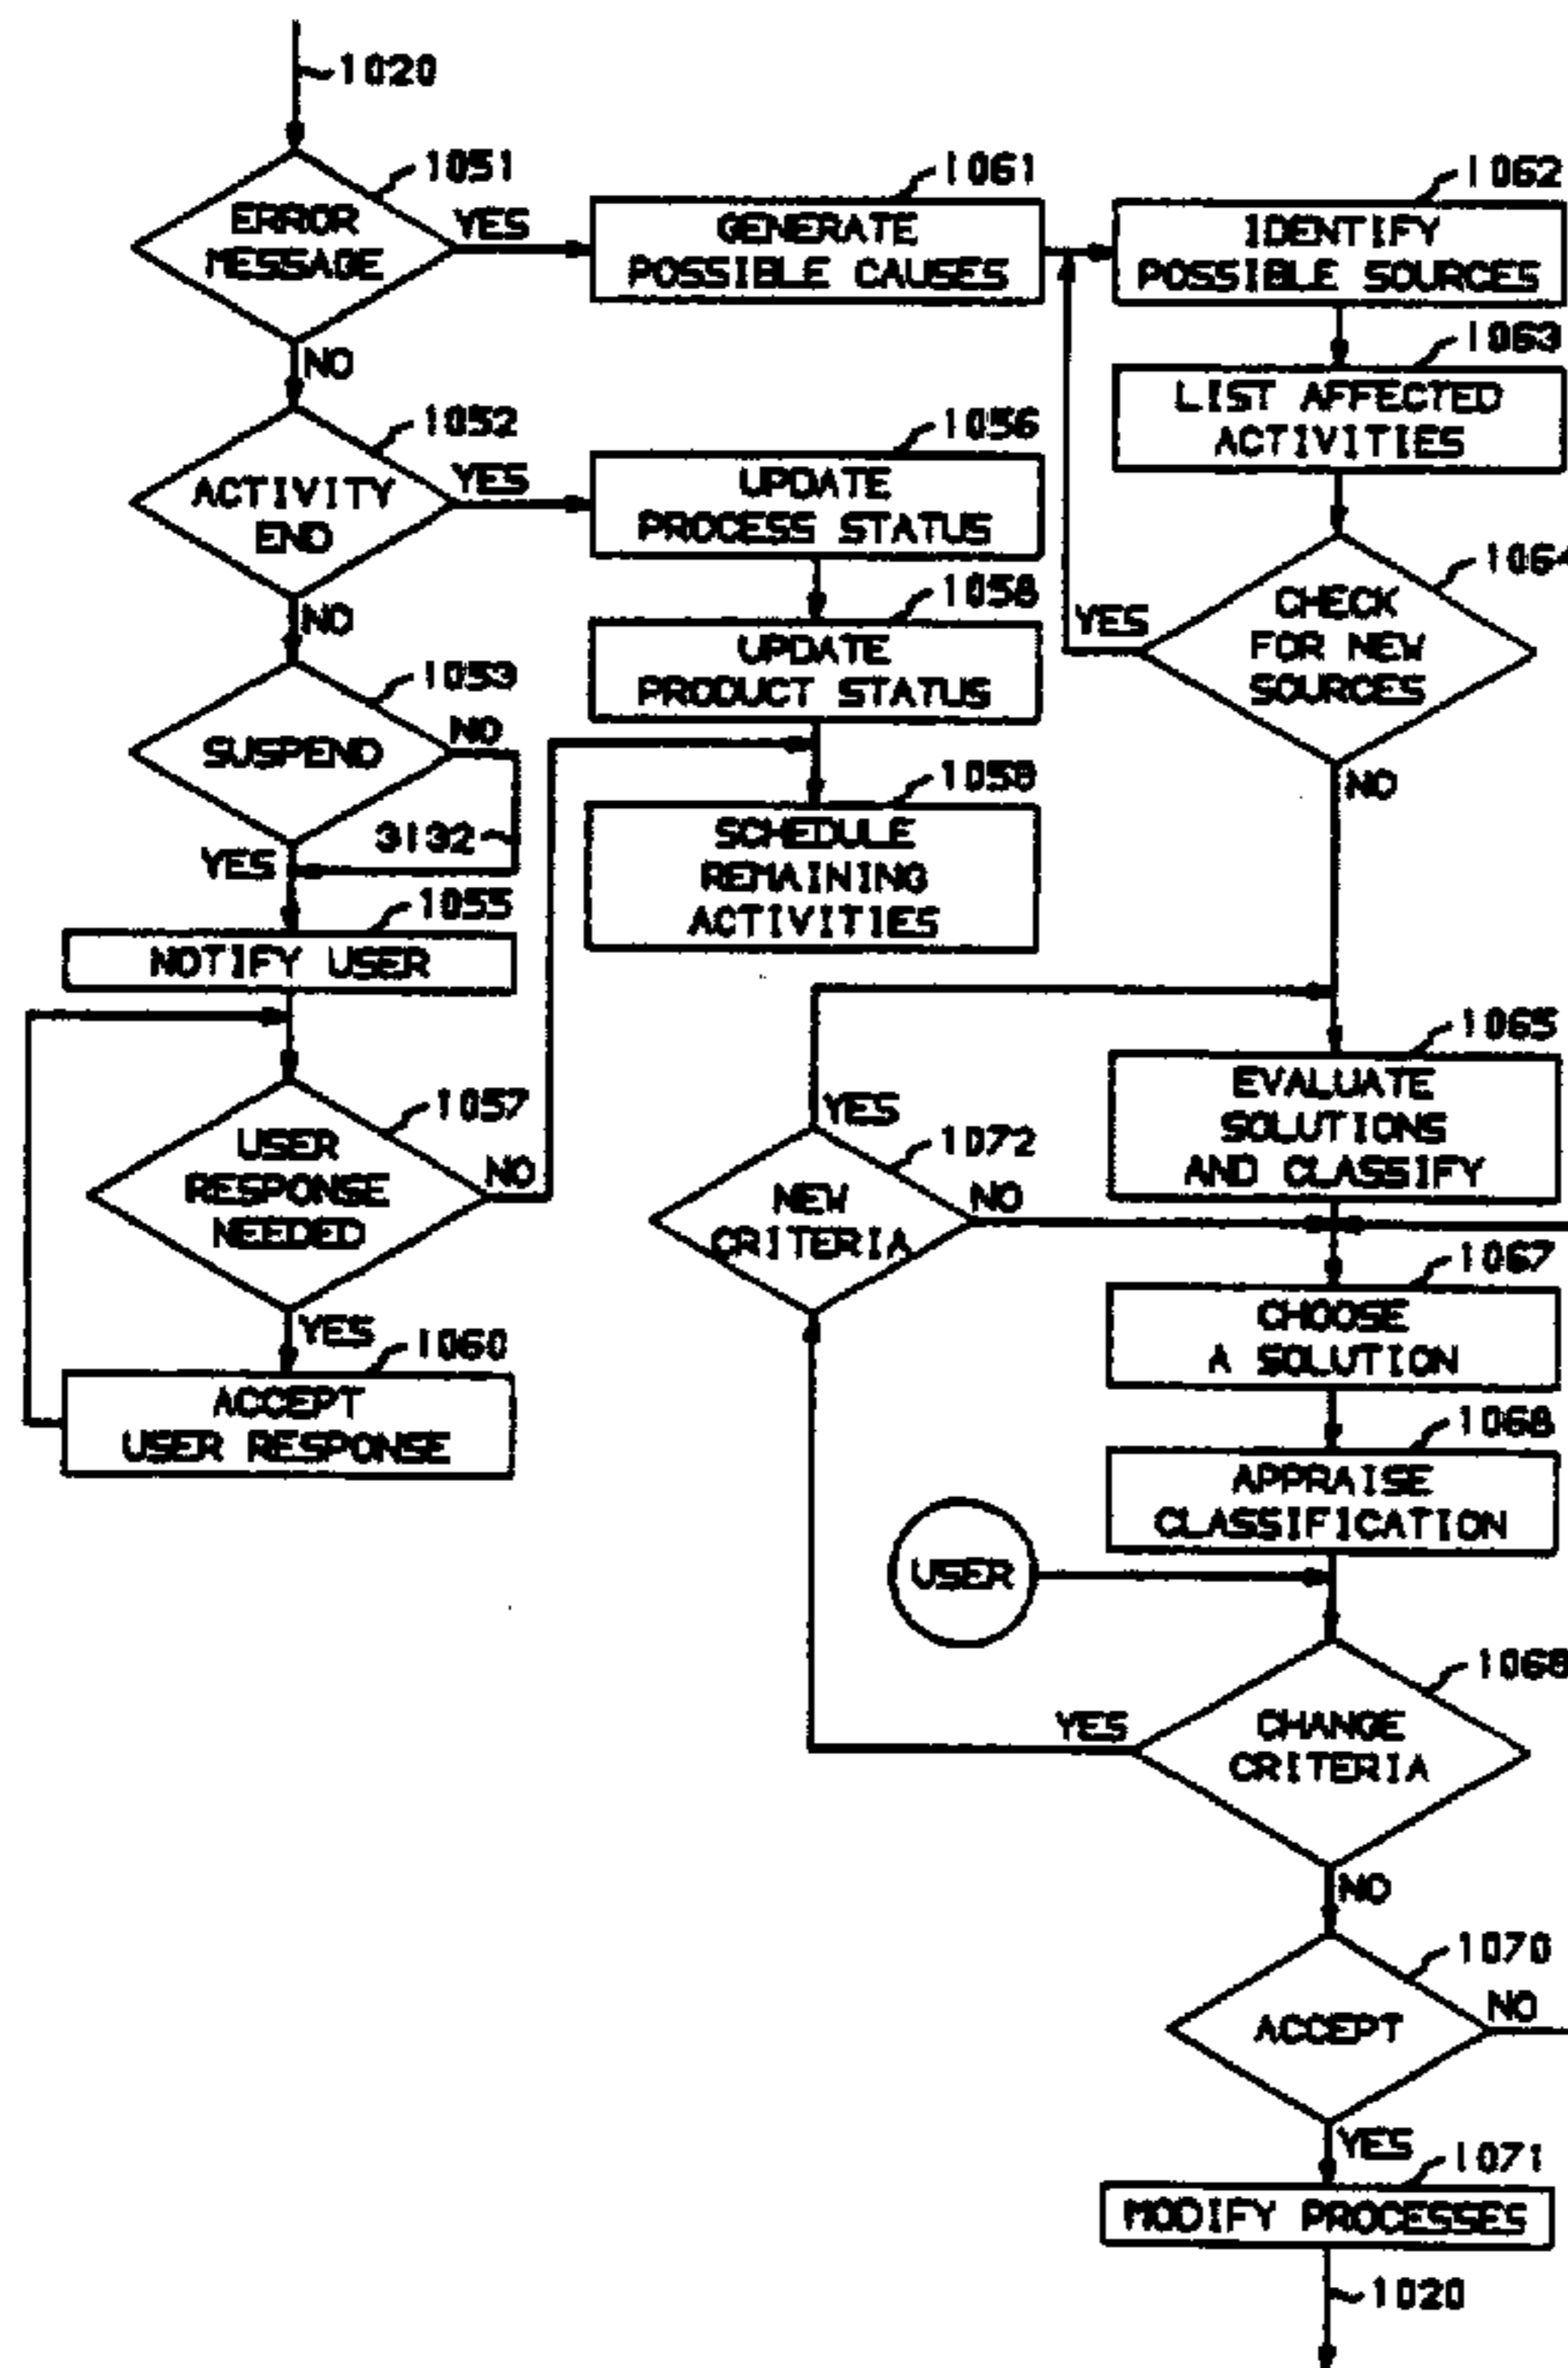 1020
1051
ERROR
MESSAGE
YES
NO
1061
GENERATE
POSSIBLE CAUSES
1062
IDENTIFY
POSSIBLE SOURCES
1063
LIST AFFECTED
ACTIVITIES
1052
ACTIVITY
END
YES
NO
1056
UPDATE
PROCESS STATUS
1064
CHECK
FOR NEW
SOURCES
YES
NO
1058
UPDATE
PRODUCT STATUS
1053
SUSPEND
NO
YES
3132
1058
SCHEDULE
REMAINING
ACTIVITIES
1055
NOTIFY USER
1057
USER
RESPONSE
NEEDED
NO
YES
1060
ACCEPT
USER RESPONSE
1065
EVALUATE
SOLUTIONS
AND CLASSIFY
YES
1072
NEW
CRITERIA
NO
1067
CHOOSE
A SOLUTION
1068
APPRAISE
CLASSIFICATION
USER
1068
CHANGE
CRITERIA
YES
NO
1070
ACCEPT
NO
YES
1071
MODIFY PROCESSES
1020